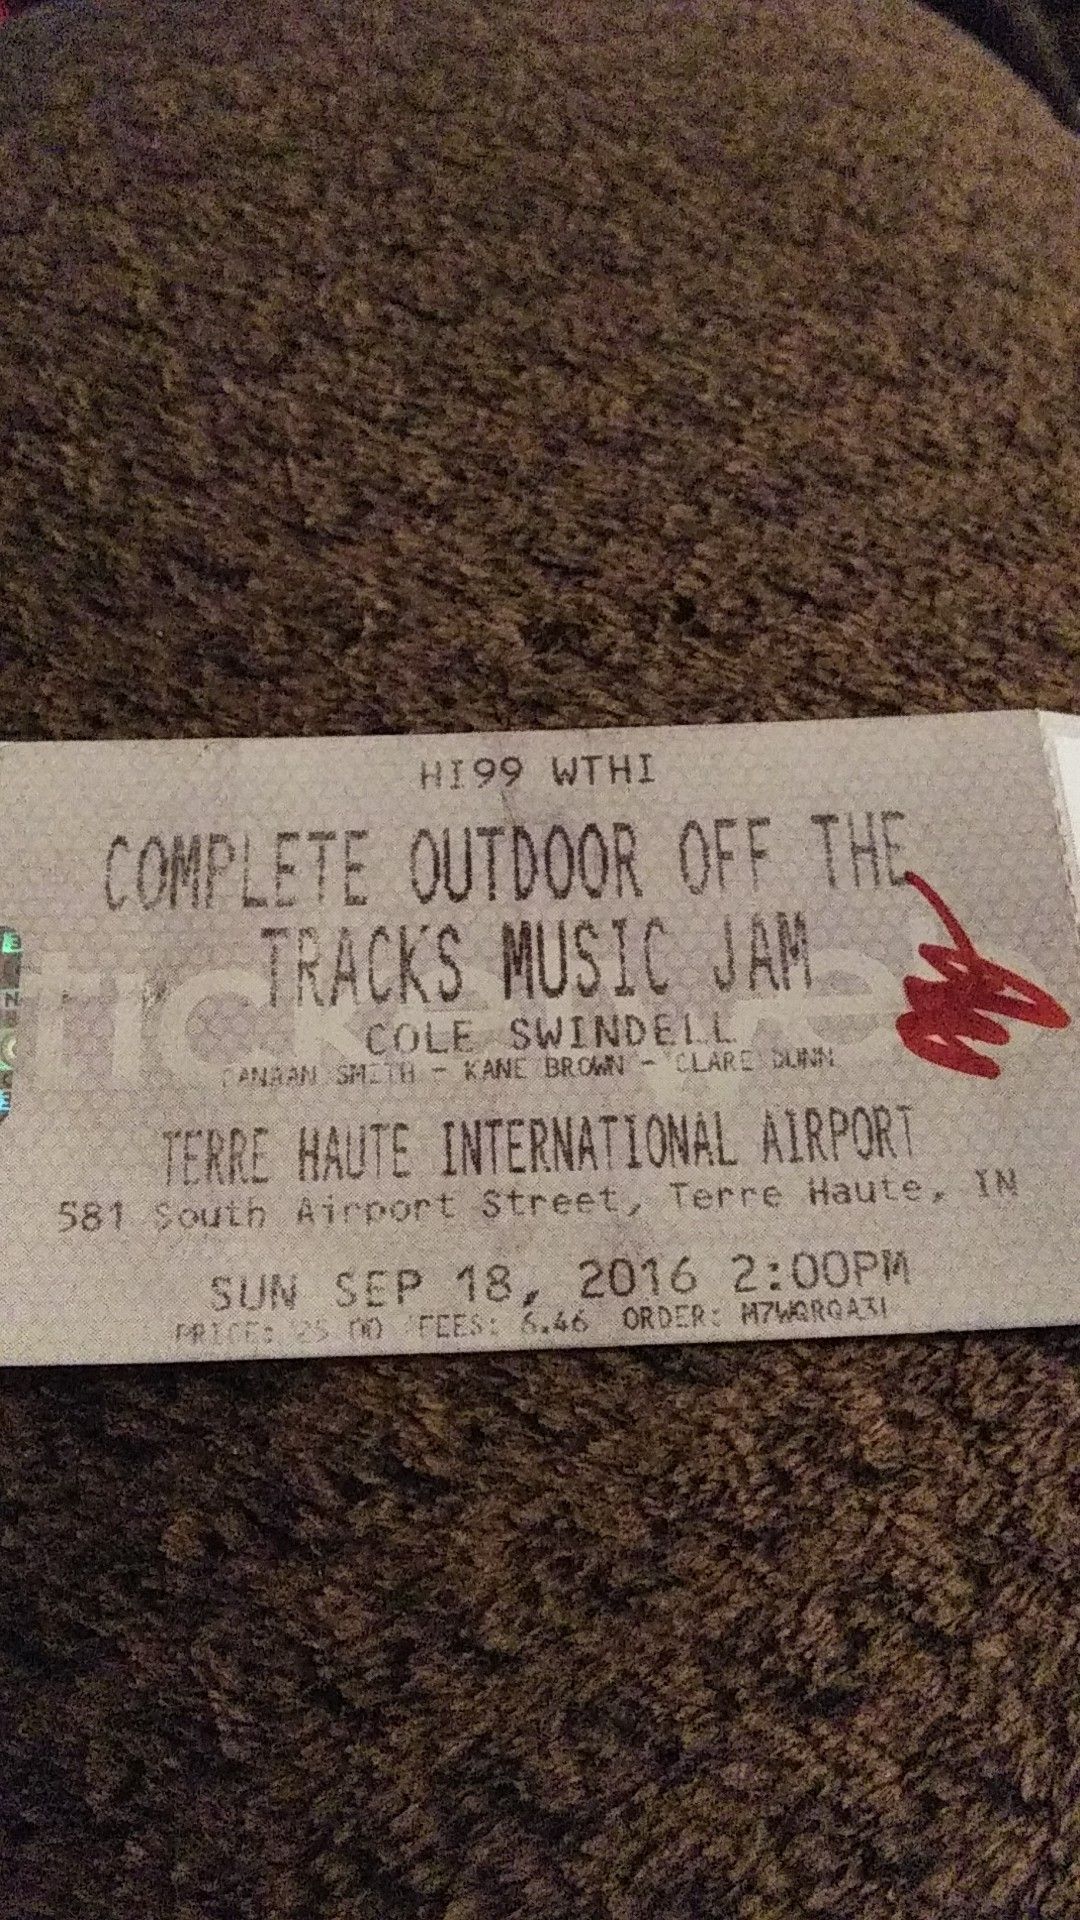 HI99 WTHI
COMPLETE OUTDOOR OFF THE
TRACKS MUSIC JAM
COLE SWINDELL
CANAAN SMITH - KANE BROWN - CLARE DUNN
TERRE HAUTE INTERNATIONAL AIRPORT
581 South Airport Street, Terre Haute, IN
SUN SEP 18, 2016 2:00PM
PRICE: 25.00 FEES: 6.46 ORDER: M7WQRQA31